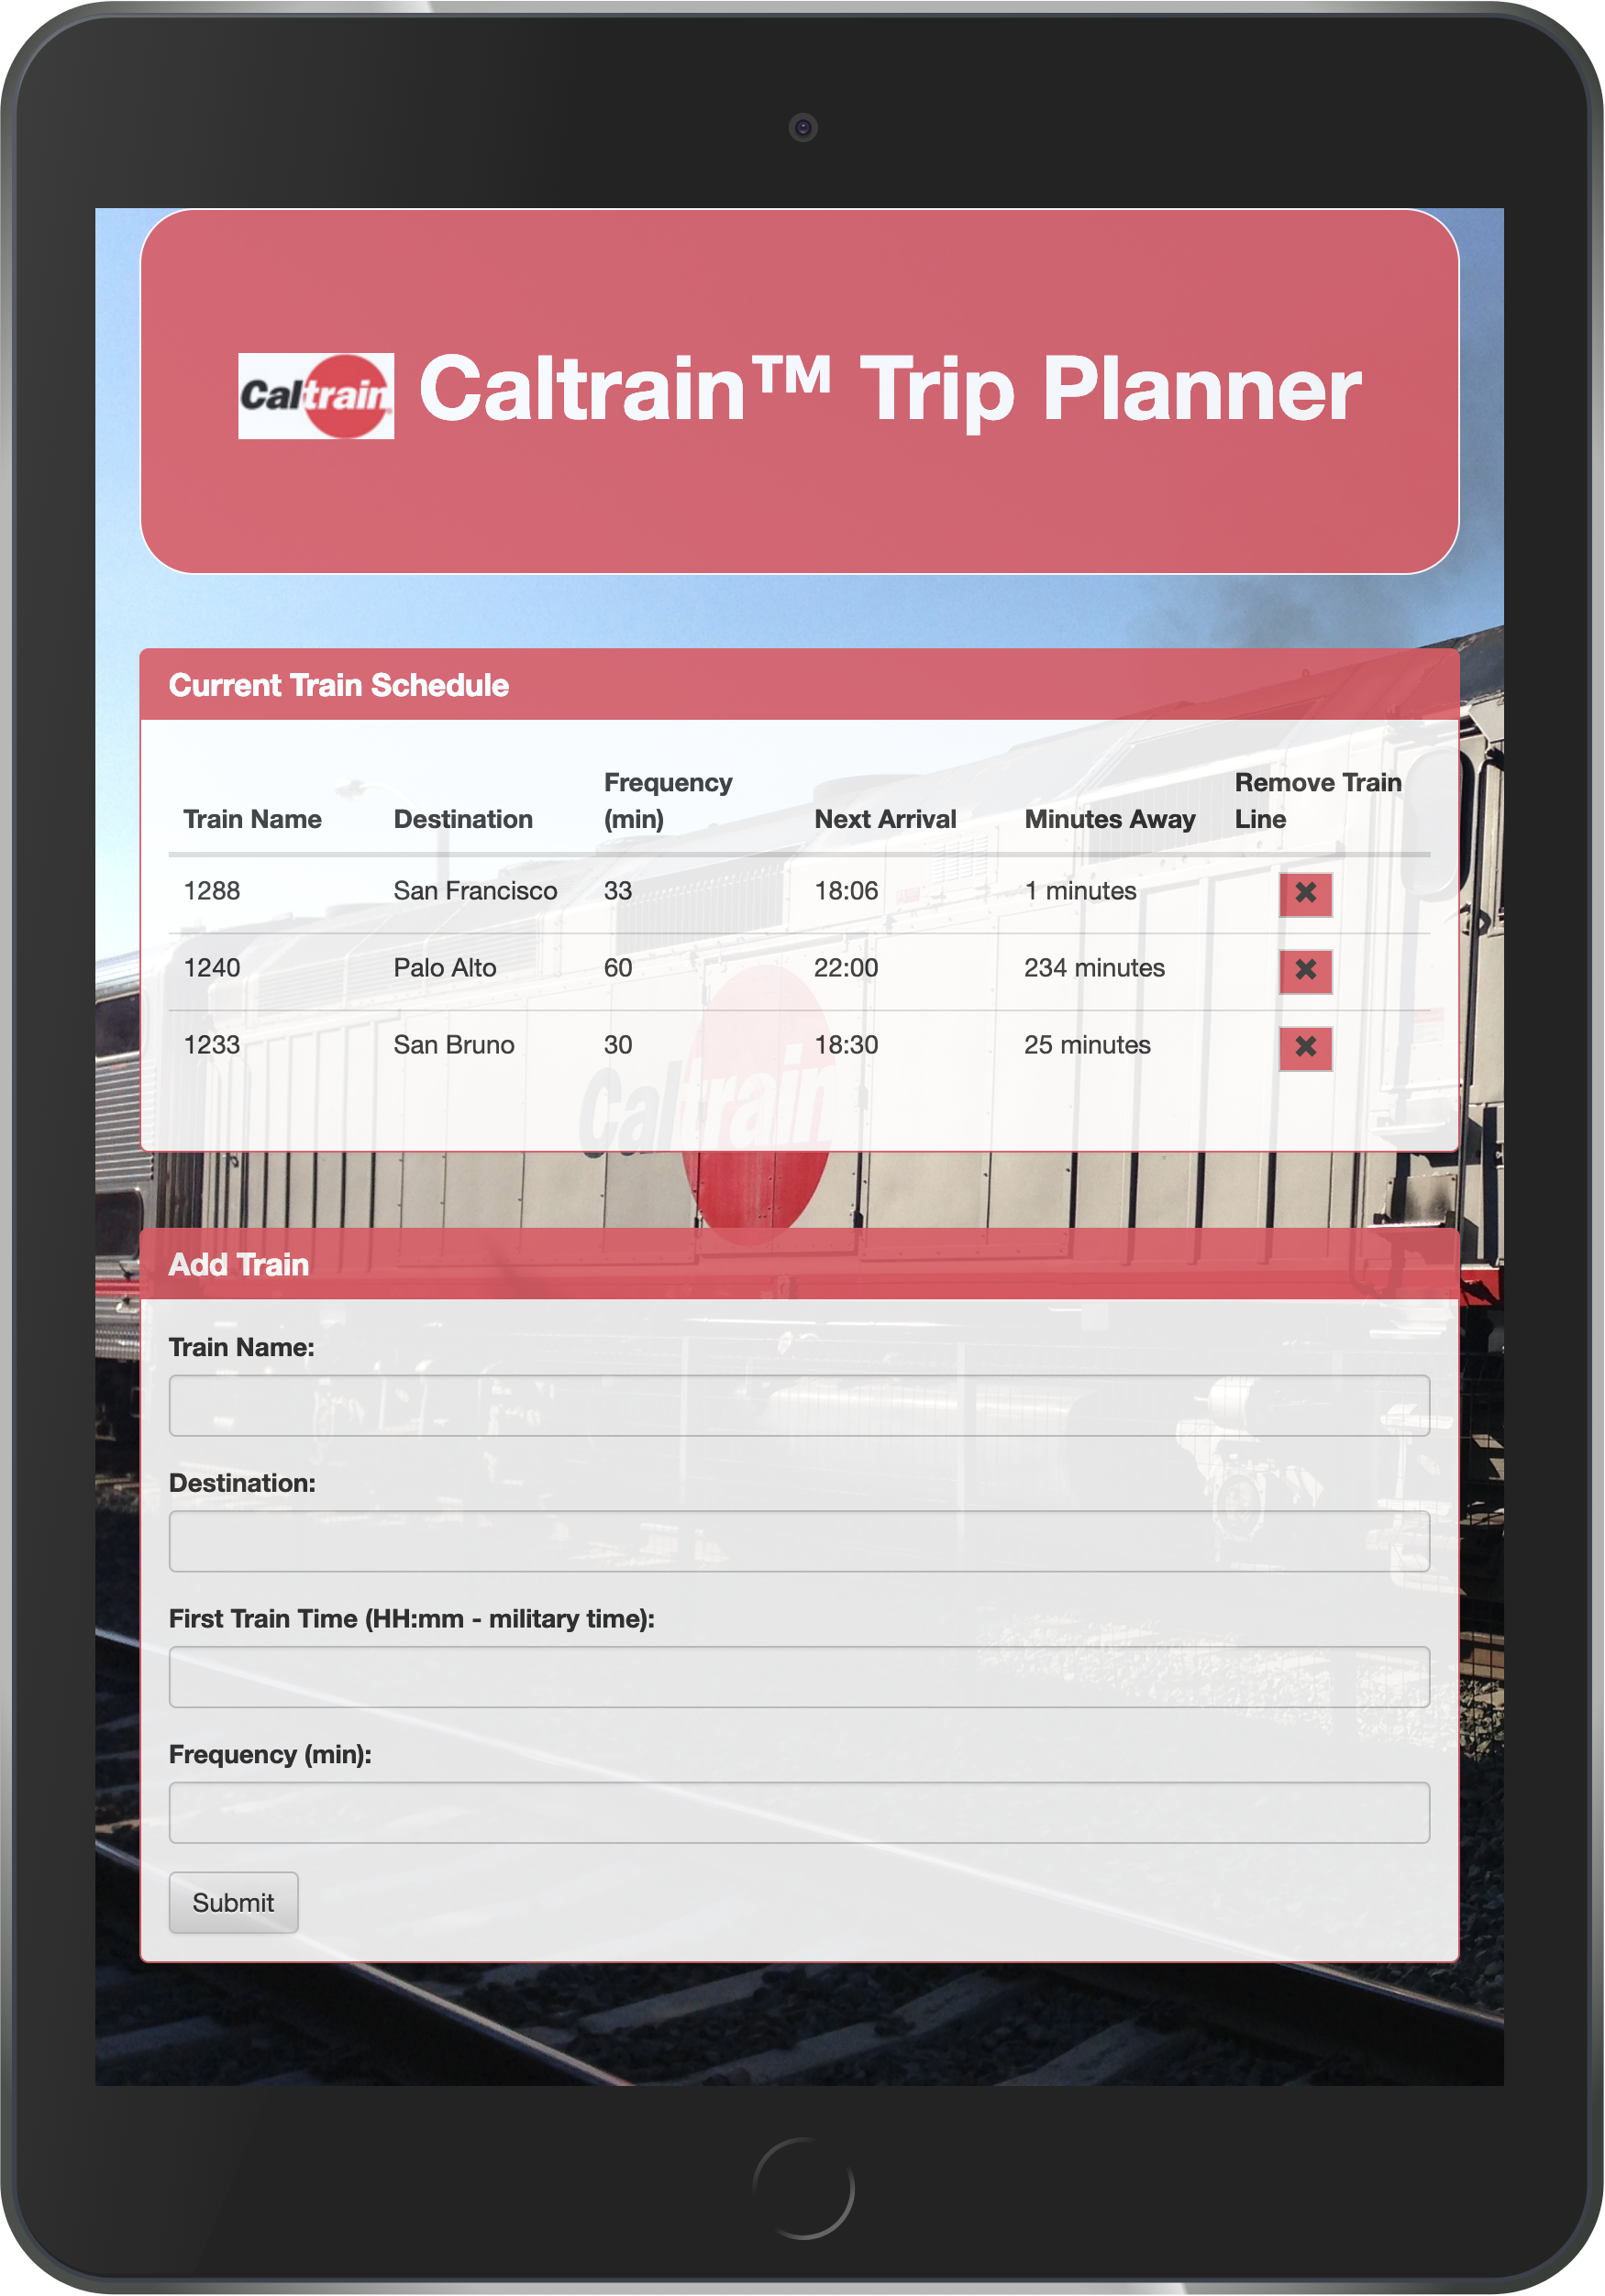 Caltrain Caltrain™ Trip Planner
Current Train Schedule
Train Name Destination Frequency (min) Next Arrival Minutes Away Remove Train Line
1288 San Francisco 33 18:06 1 minutes ✖
1240 Palo Alto 60 22:00 234 minutes ✖
1233 San Bruno 30 18:30 25 minutes ✖
Caltrain
Add Train
Train Name:
Destination:
First Train Time (HH:mm - military time):
Frequency (min):
Submit